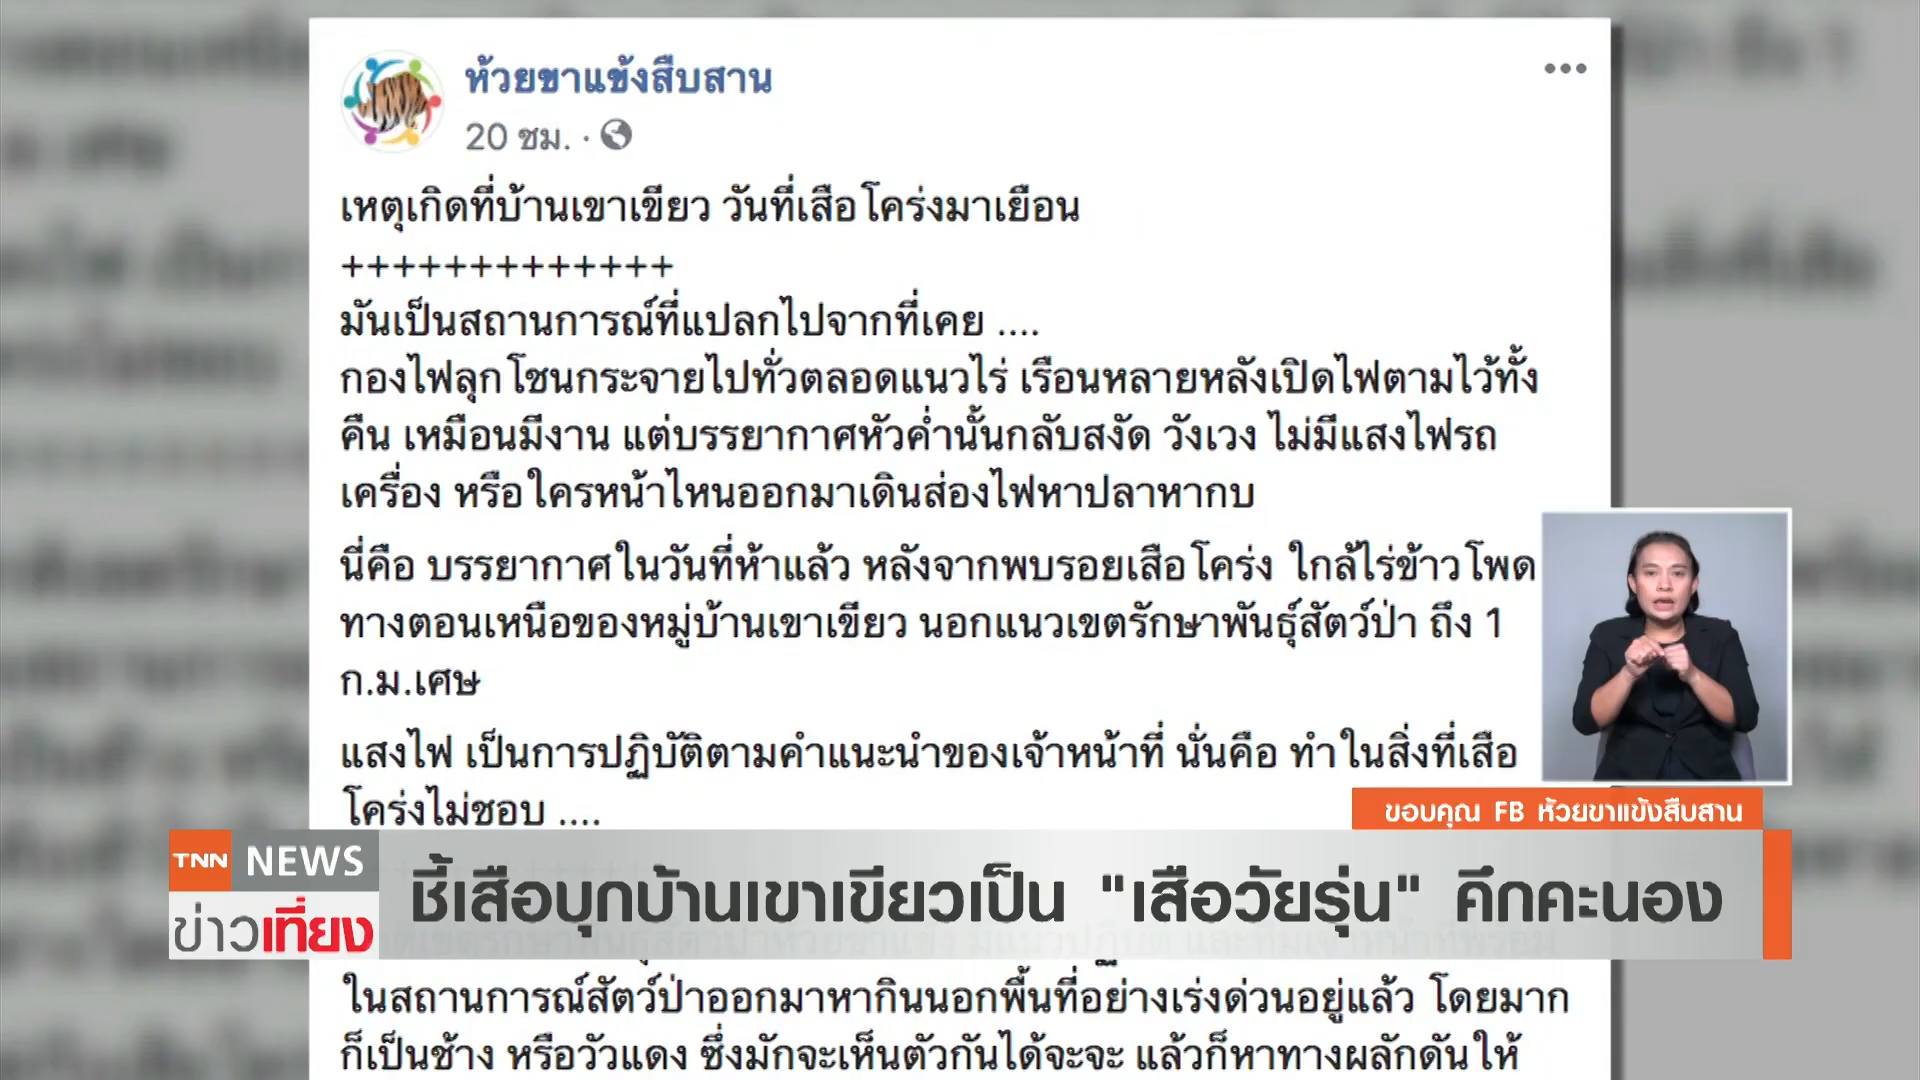 ห้วยขาแข้งสืบสาน
20 ชม. ·
เหตุเกิดที่บ้านเขาเขียว วันที่เสือโคร่งมาเยือน
+++++++++++++
มันเป็นสถานการณ์ที่แปลกไปจากที่เคย ....
กองไฟลุกโชนกระจายไปทั่วตลอดแนวไร่ เรือนหลายหลังเปิดไฟตามไว้ทั้ง
คืน เหมือนมีงาน แต่บรรยากาศหัวค่ำนั้นกลับสงัด วังเวง ไม่มีแสงไฟรถ
เครื่อง หรือใครหน้าไหนออกมาเดินส่องไฟหาปลาหากบ
นี่คือ บรรยากาศในวันที่ห้าแล้ว หลังจากพบรอยเสือโคร่ง ใกล้ไร่ข้าวโพด
ทางตอนเหนือของหมู่บ้านเขาเขียว นอกแนวเขตรักษาพันธุ์สัตว์ป่า ถึง 1
ก.ม.เศษ
แสงไฟ เป็นการปฏิบัติตามคำแนะนำของเจ้าหน้าที่ นั่นคือ ทำในสิ่งที่เสือ
โคร่งไม่ชอบ ....
ขอบคุณ FB ห้วยขาแข้งสืบสาน
TNN NEWS
ข่าวเที่ยง
ชี้เสือบุกบ้านเขาเขียวเป็น "เสือวัยรุ่น" คึกคะนอง
ในสถานการณ์สัตว์ป่าออกมาหากินนอกพื้นที่อย่างเร่งด่วนอยู่แล้ว โดยมาก
ก็เป็นช้าง หรือวัวแดง ซึ่งมักจะเห็นตัวกันได้จะจะ แล้วก็หาทางผลักดันให้